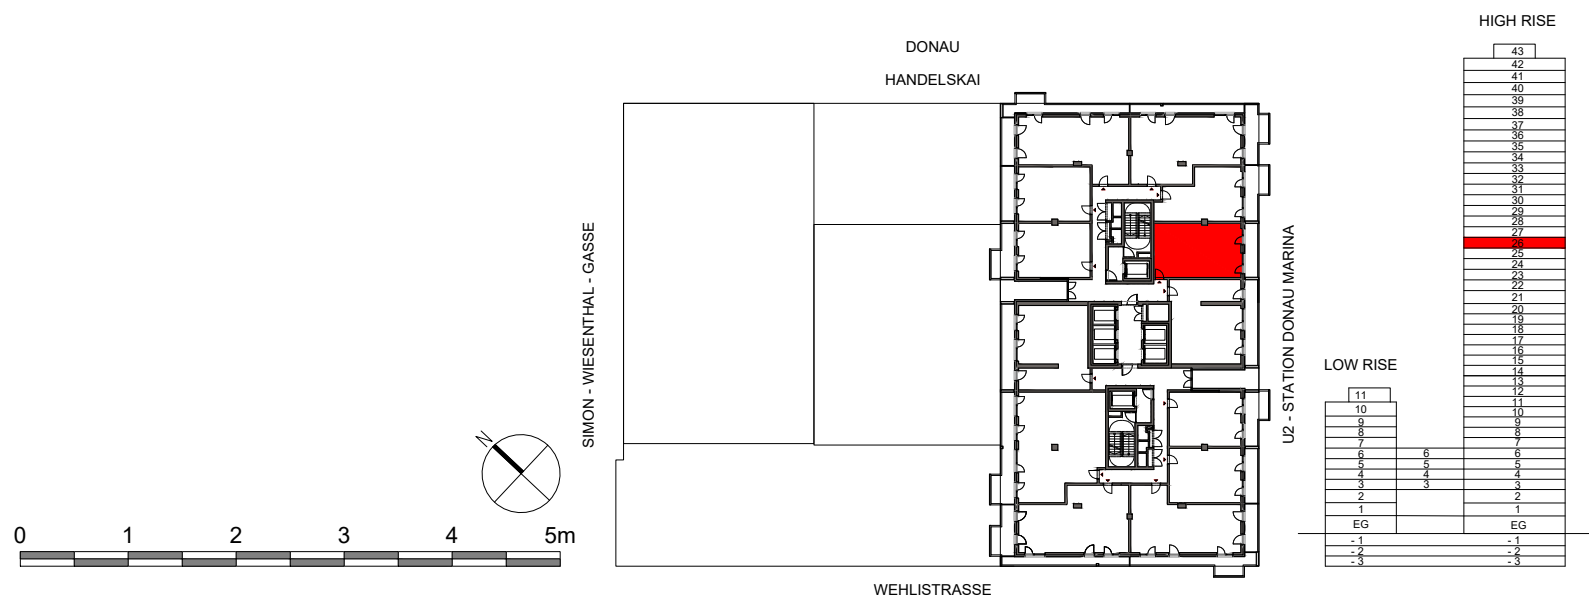 HIGH RISE
DONAU
HANDELSKAI
SIMON - WIESENTHAL - GASSE
U2 - STATION DONAU MARINA
WEHLISTRASSE
N
0 1 2 3 4 5m
LOW RISE
43
42
41
40
39
38
37
36
35
34
33
32
31
30
29
28
27
26
25
24
23
22
21
20
19
18
17
16
15
14
13
12
11
11
10
10
9
9
8
8
7
7
6 6 6
5 5 5
4 4 4
3 3 3
2 2
1 1
EG EG
- 1 - 1
- 2 - 2
- 3 - 3